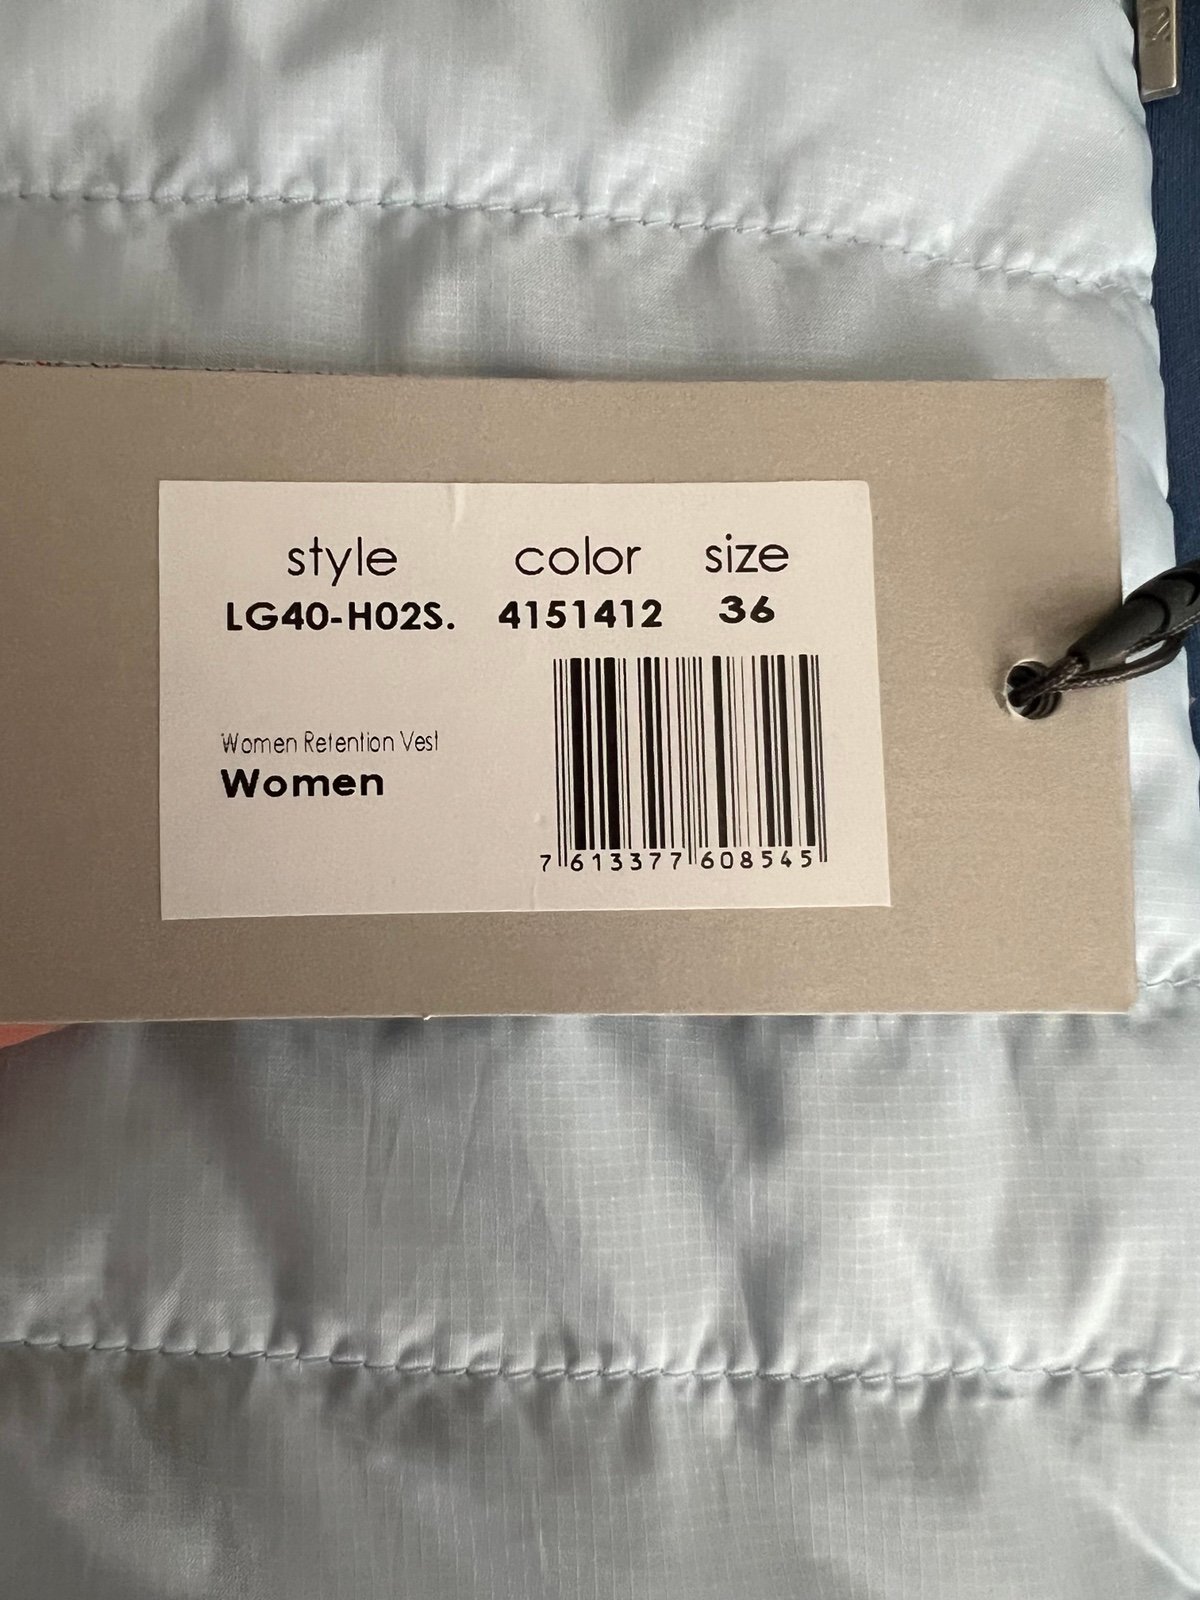 style color size
LG40-H02S. 4151412 36
Women Retention Vest
Women
7 613377 608545